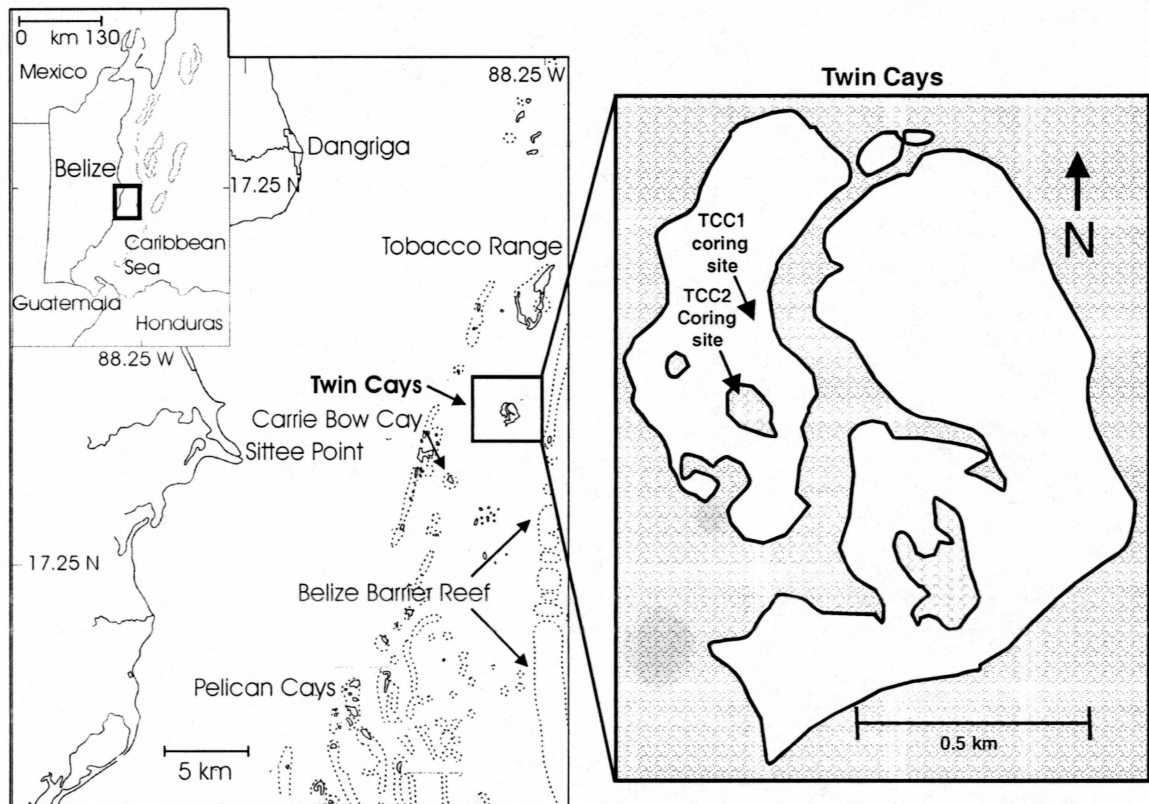 0 km 130
Mexico
Belize
Caribbean
Sea
Guatemala
Honduras
88.25 W
88.25 W
Dangriga
17.25 N
Tobacco Range
Twin Cays
Carrie Bow Cay
Sittee Point
17.25 N
Belize Barrier Reef
Pelican Cays
5 km
Twin Cays
TCC1
coring
site
TCC2
Coring
site
N
0.5 km